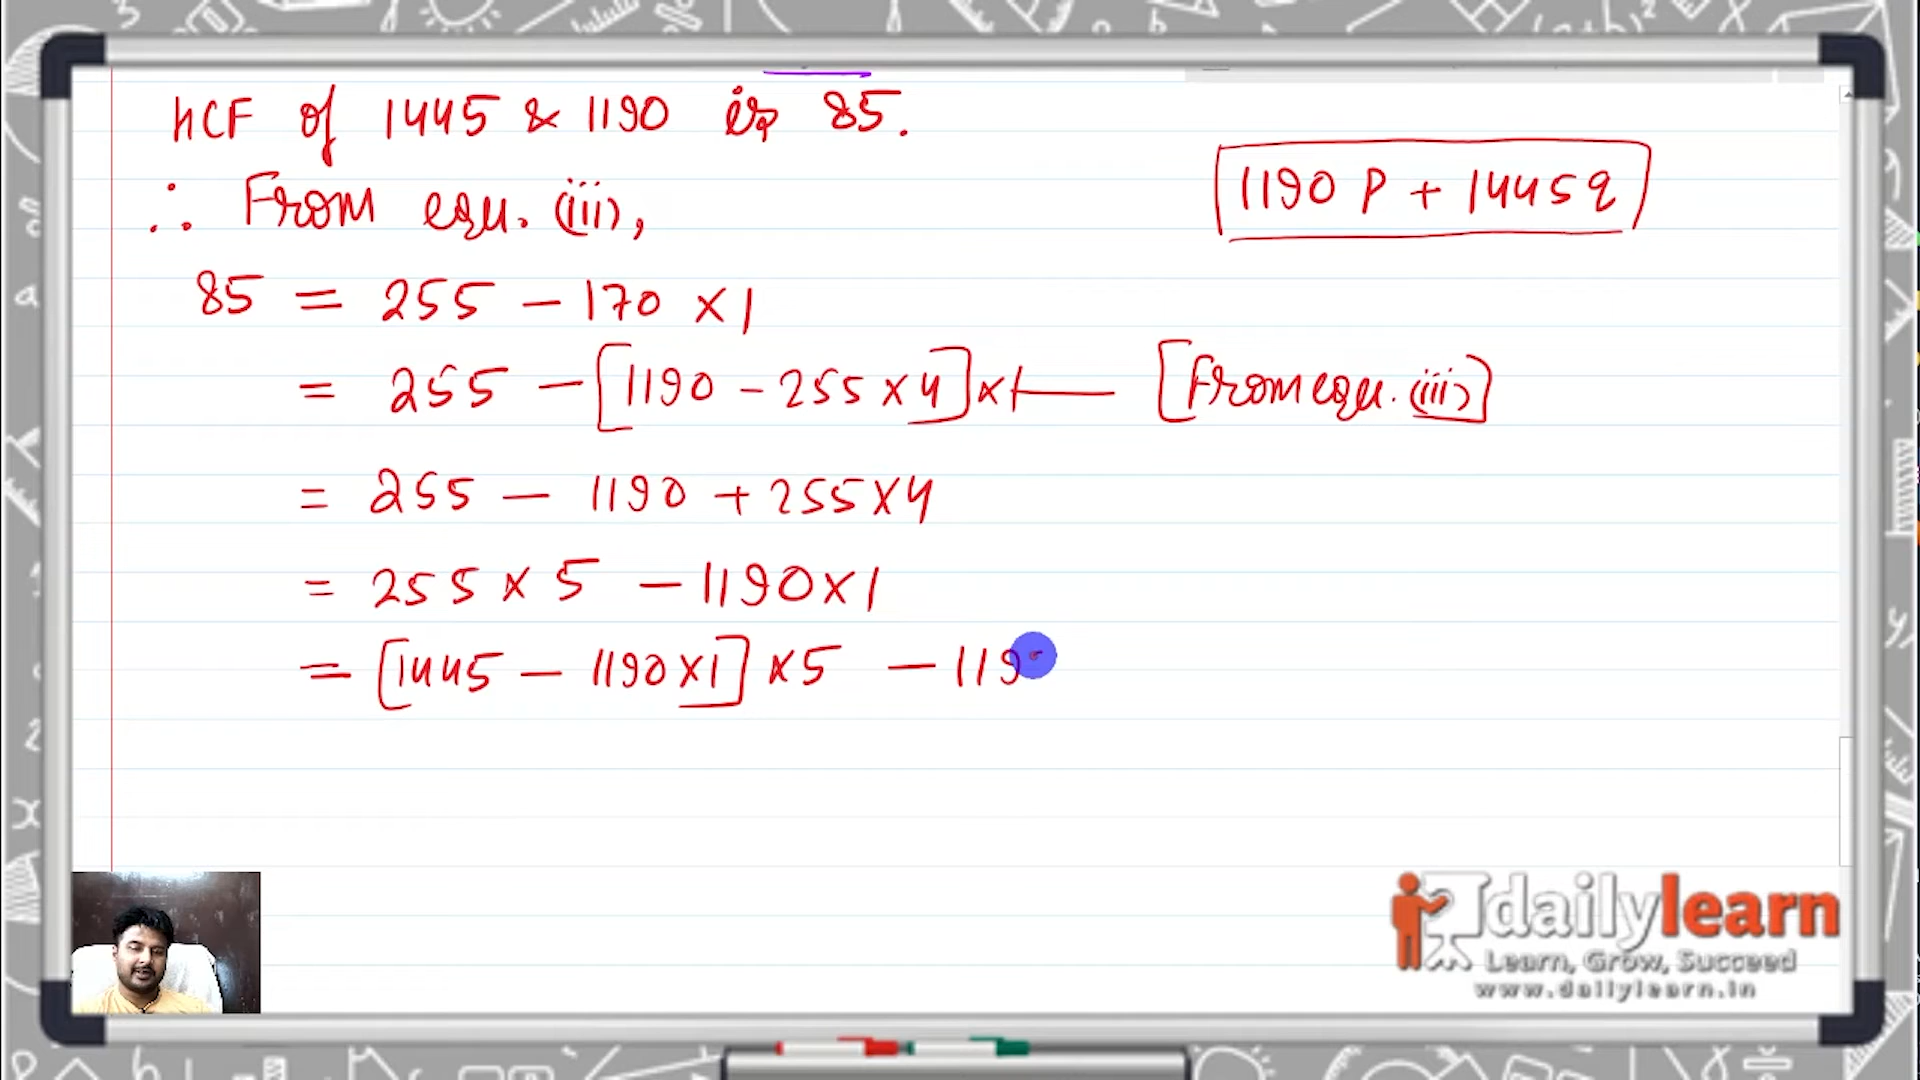 HCF of 1445 & 1190 is 85.
1190 P + 1445 q
∴ From equ. (iii),
85 = 255 - 170 × 1
= 255 - [1190 - 255 × 4] × 1 — [From equ. (iii)]
= 255 - 1190 + 255 × 4
= 255 × 5 - 1190 × 1
= [1445 - 1190 × 1] × 5 - 119
dailylearn
Learn, Grow, Succeed
www.dailylearn.in